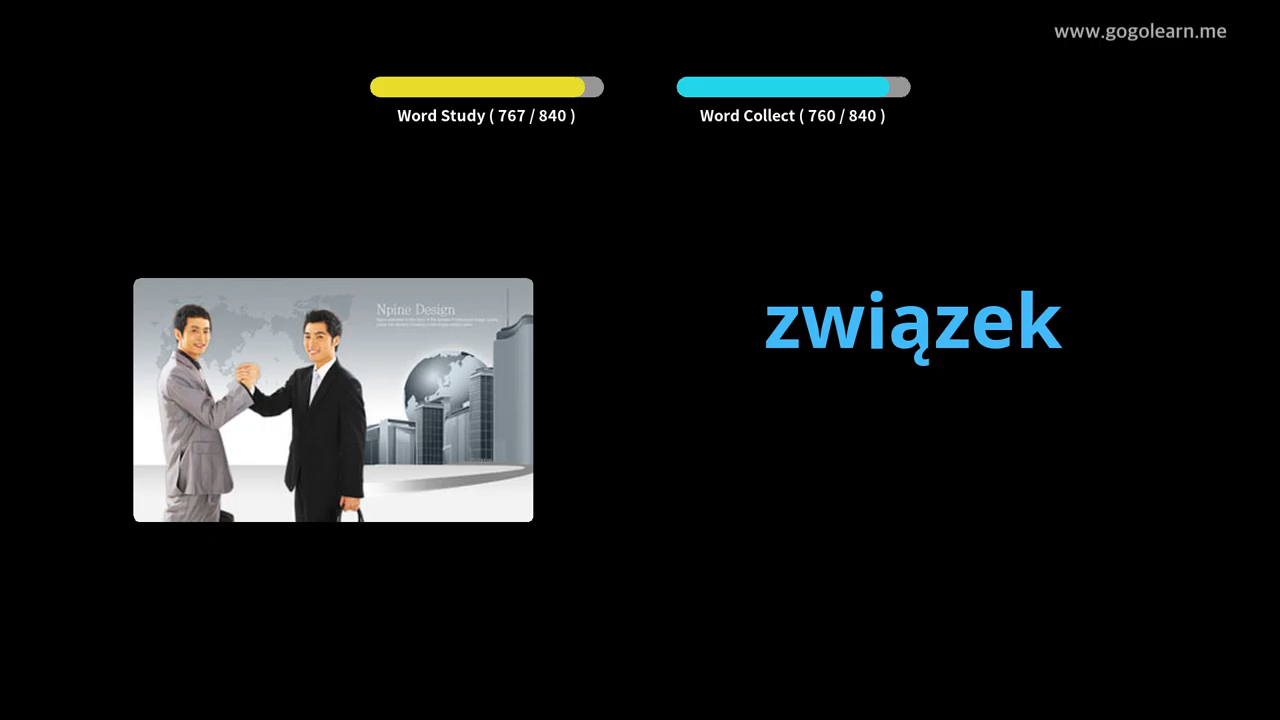 www.gogolearn.me
Word Study ( 767 / 840 )
Word Collect ( 760 / 840 )
Npine Design
związek